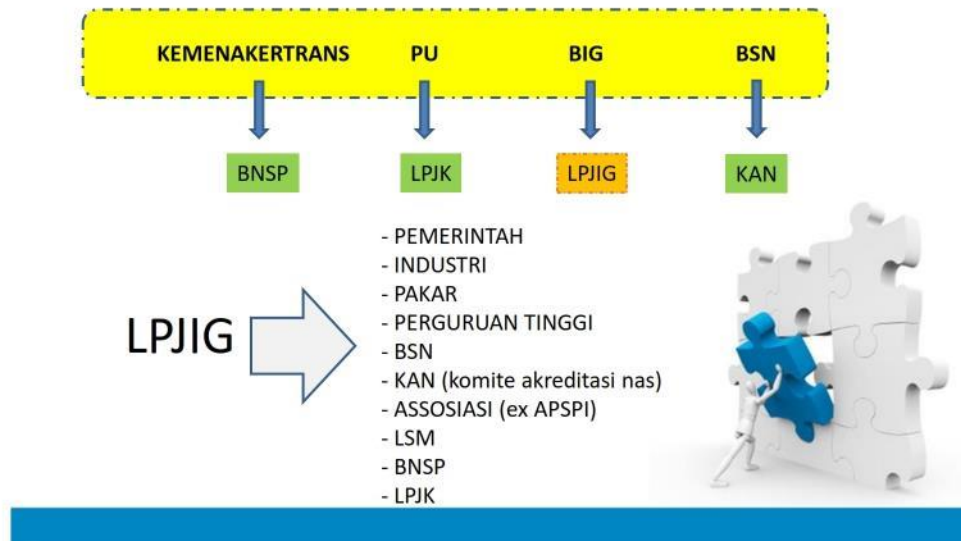 KEMENAKERTRANS PU BIG BSN
BNSP LPJK LPJIG KAN
LPJIG
- PEMERINTAH
- INDUSTRI
- PAKAR
- PERGURUAN TINGGI
- BSN
- KAN (komite akreditasi nas)
- ASSOSIASI (ex APSPI)
- LSM
- BNSP
- LPJK